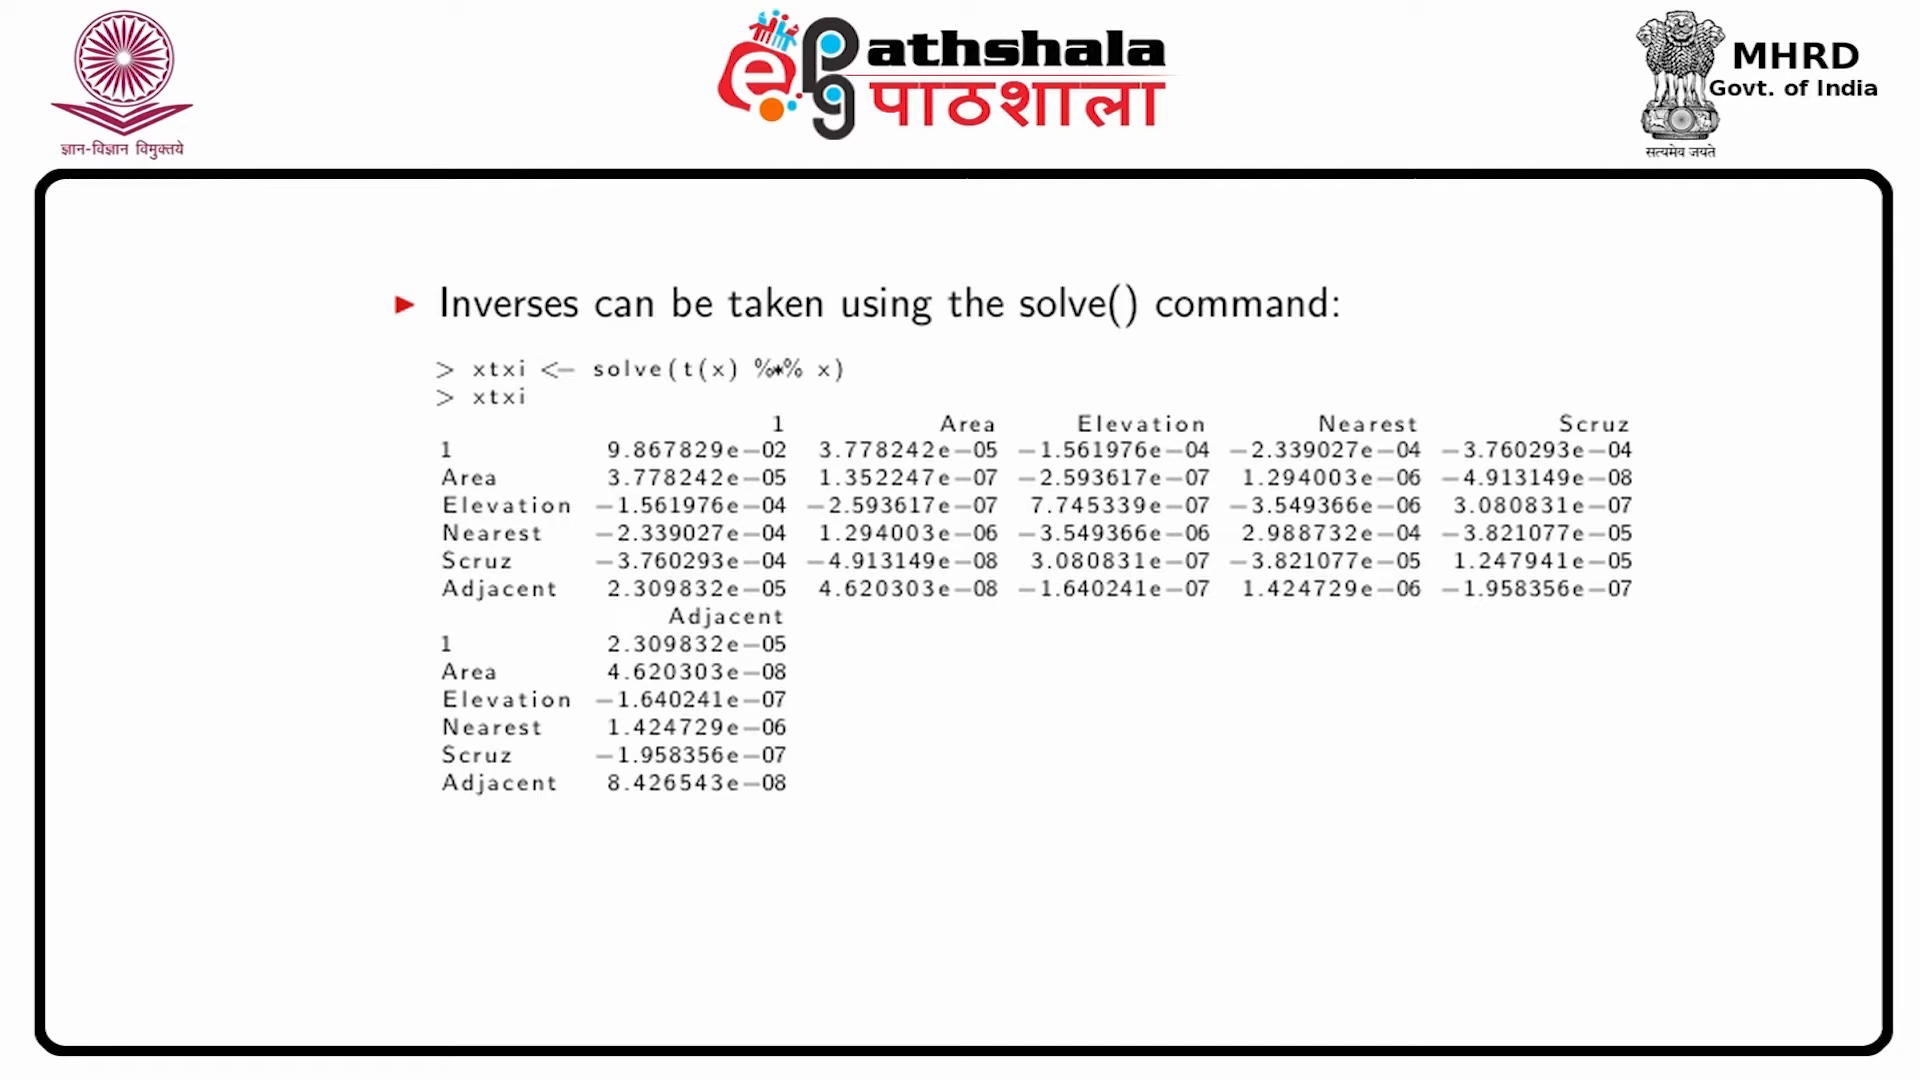 ज्ञान-विज्ञान विमुक्तये
e pg Pathshala
पाठशाला
MHRD
Govt. of India
सत्यमेव जयते
► Inverses can be taken using the solve() command:
> xtxi <− solve(t(x) %*% x)
> xtxi
1 Area Elevation Nearest Scruz
1 9.867829e−02 3.778242e−05 −1.561976e−04 −2.339027e−04 −3.760293e−04
Area 3.778242e−05 1.352247e−07 −2.593617e−07 1.294003e−06 −4.913149e−08
Elevation −1.561976e−04 −2.593617e−07 7.745339e−07 −3.549366e−06 3.080831e−07
Nearest −2.339027e−04 1.294003e−06 −3.549366e−06 2.988732e−04 −3.821077e−05
Scruz −3.760293e−04 −4.913149e−08 3.080831e−07 −3.821077e−05 1.247941e−05
Adjacent 2.309832e−05 4.620303e−08 −1.640241e−07 1.424729e−06 −1.958356e−07
Adjacent
1 2.309832e−05
Area 4.620303e−08
Elevation −1.640241e−07
Nearest 1.424729e−06
Scruz −1.958356e−07
Adjacent 8.426543e−08